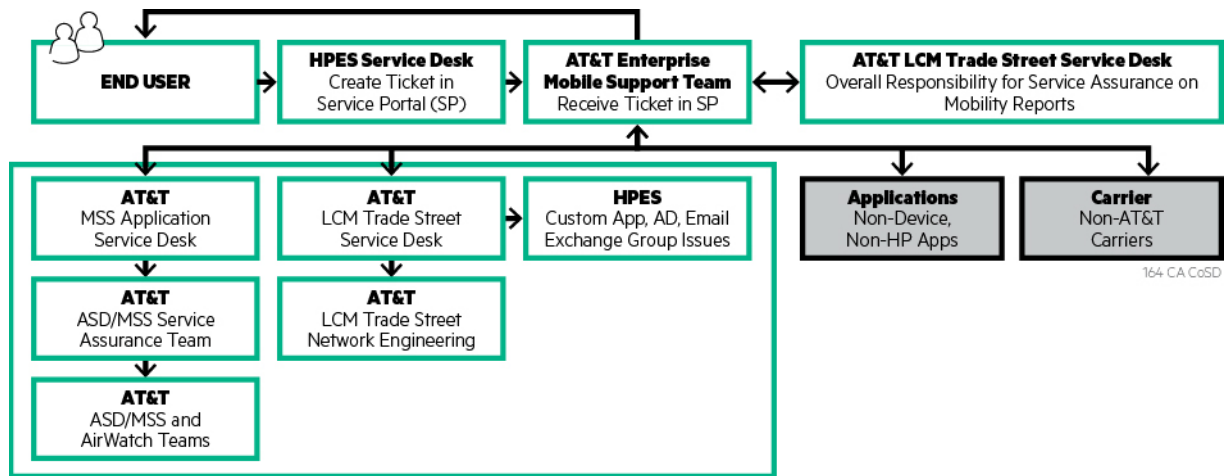 END USER
HPES Service Desk
Create Ticket in
Service Portal (SP)
AT&T Enterprise
Mobile Support Team
Receive Ticket in SP
AT&T LCM Trade Street Service Desk
Overall Responsibility for Service Assurance on
Mobility Reports
AT&T
MSS Application
Service Desk
AT&T
LCM Trade Street
Service Desk
HPES
Custom App, AD, Email
Exchange Group Issues
Applications
Non-Device,
Non-HP Apps
Carrier
Non-AT&T
Carriers
164 CA CoSD
AT&T
ASD/MSS Service
Assurance Team
AT&T
LCM Trade Street
Network Engineering
AT&T
ASD/MSS and
AirWatch Teams